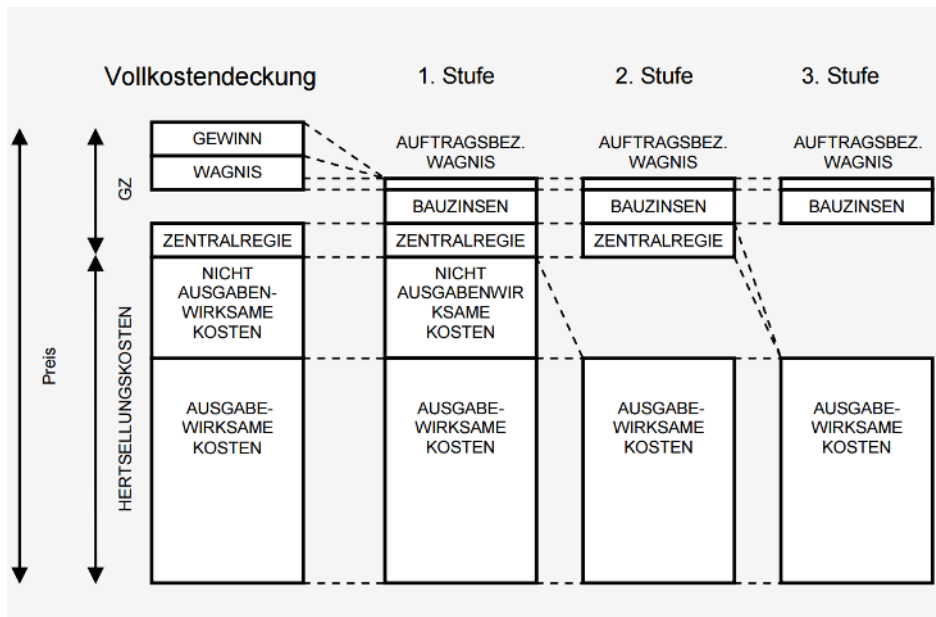 Vollkostendeckung
1. Stufe
2. Stufe
3. Stufe
Preis
GZ
HERTSELLUNGSKOSTEN
GEWINN
WAGNIS
ZENTRALREGIE
NICHT
AUSGABEN-
WIRKSAME
KOSTEN
AUSGABE-
WIRKSAME
KOSTEN
AUFTRAGSBEZ.
WAGNIS
BAUZINSEN
ZENTRALREGIE
NICHT
AUSGABENWIR
KSAME
KOSTEN
AUSGABE-
WIRKSAME
KOSTEN
AUFTRAGSBEZ.
WAGNIS
BAUZINSEN
ZENTRALREGIE
AUSGABE-
WIRKSAME
KOSTEN
AUFTRAGSBEZ.
WAGNIS
BAUZINSEN
AUSGABE-
WIRKSAME
KOSTEN